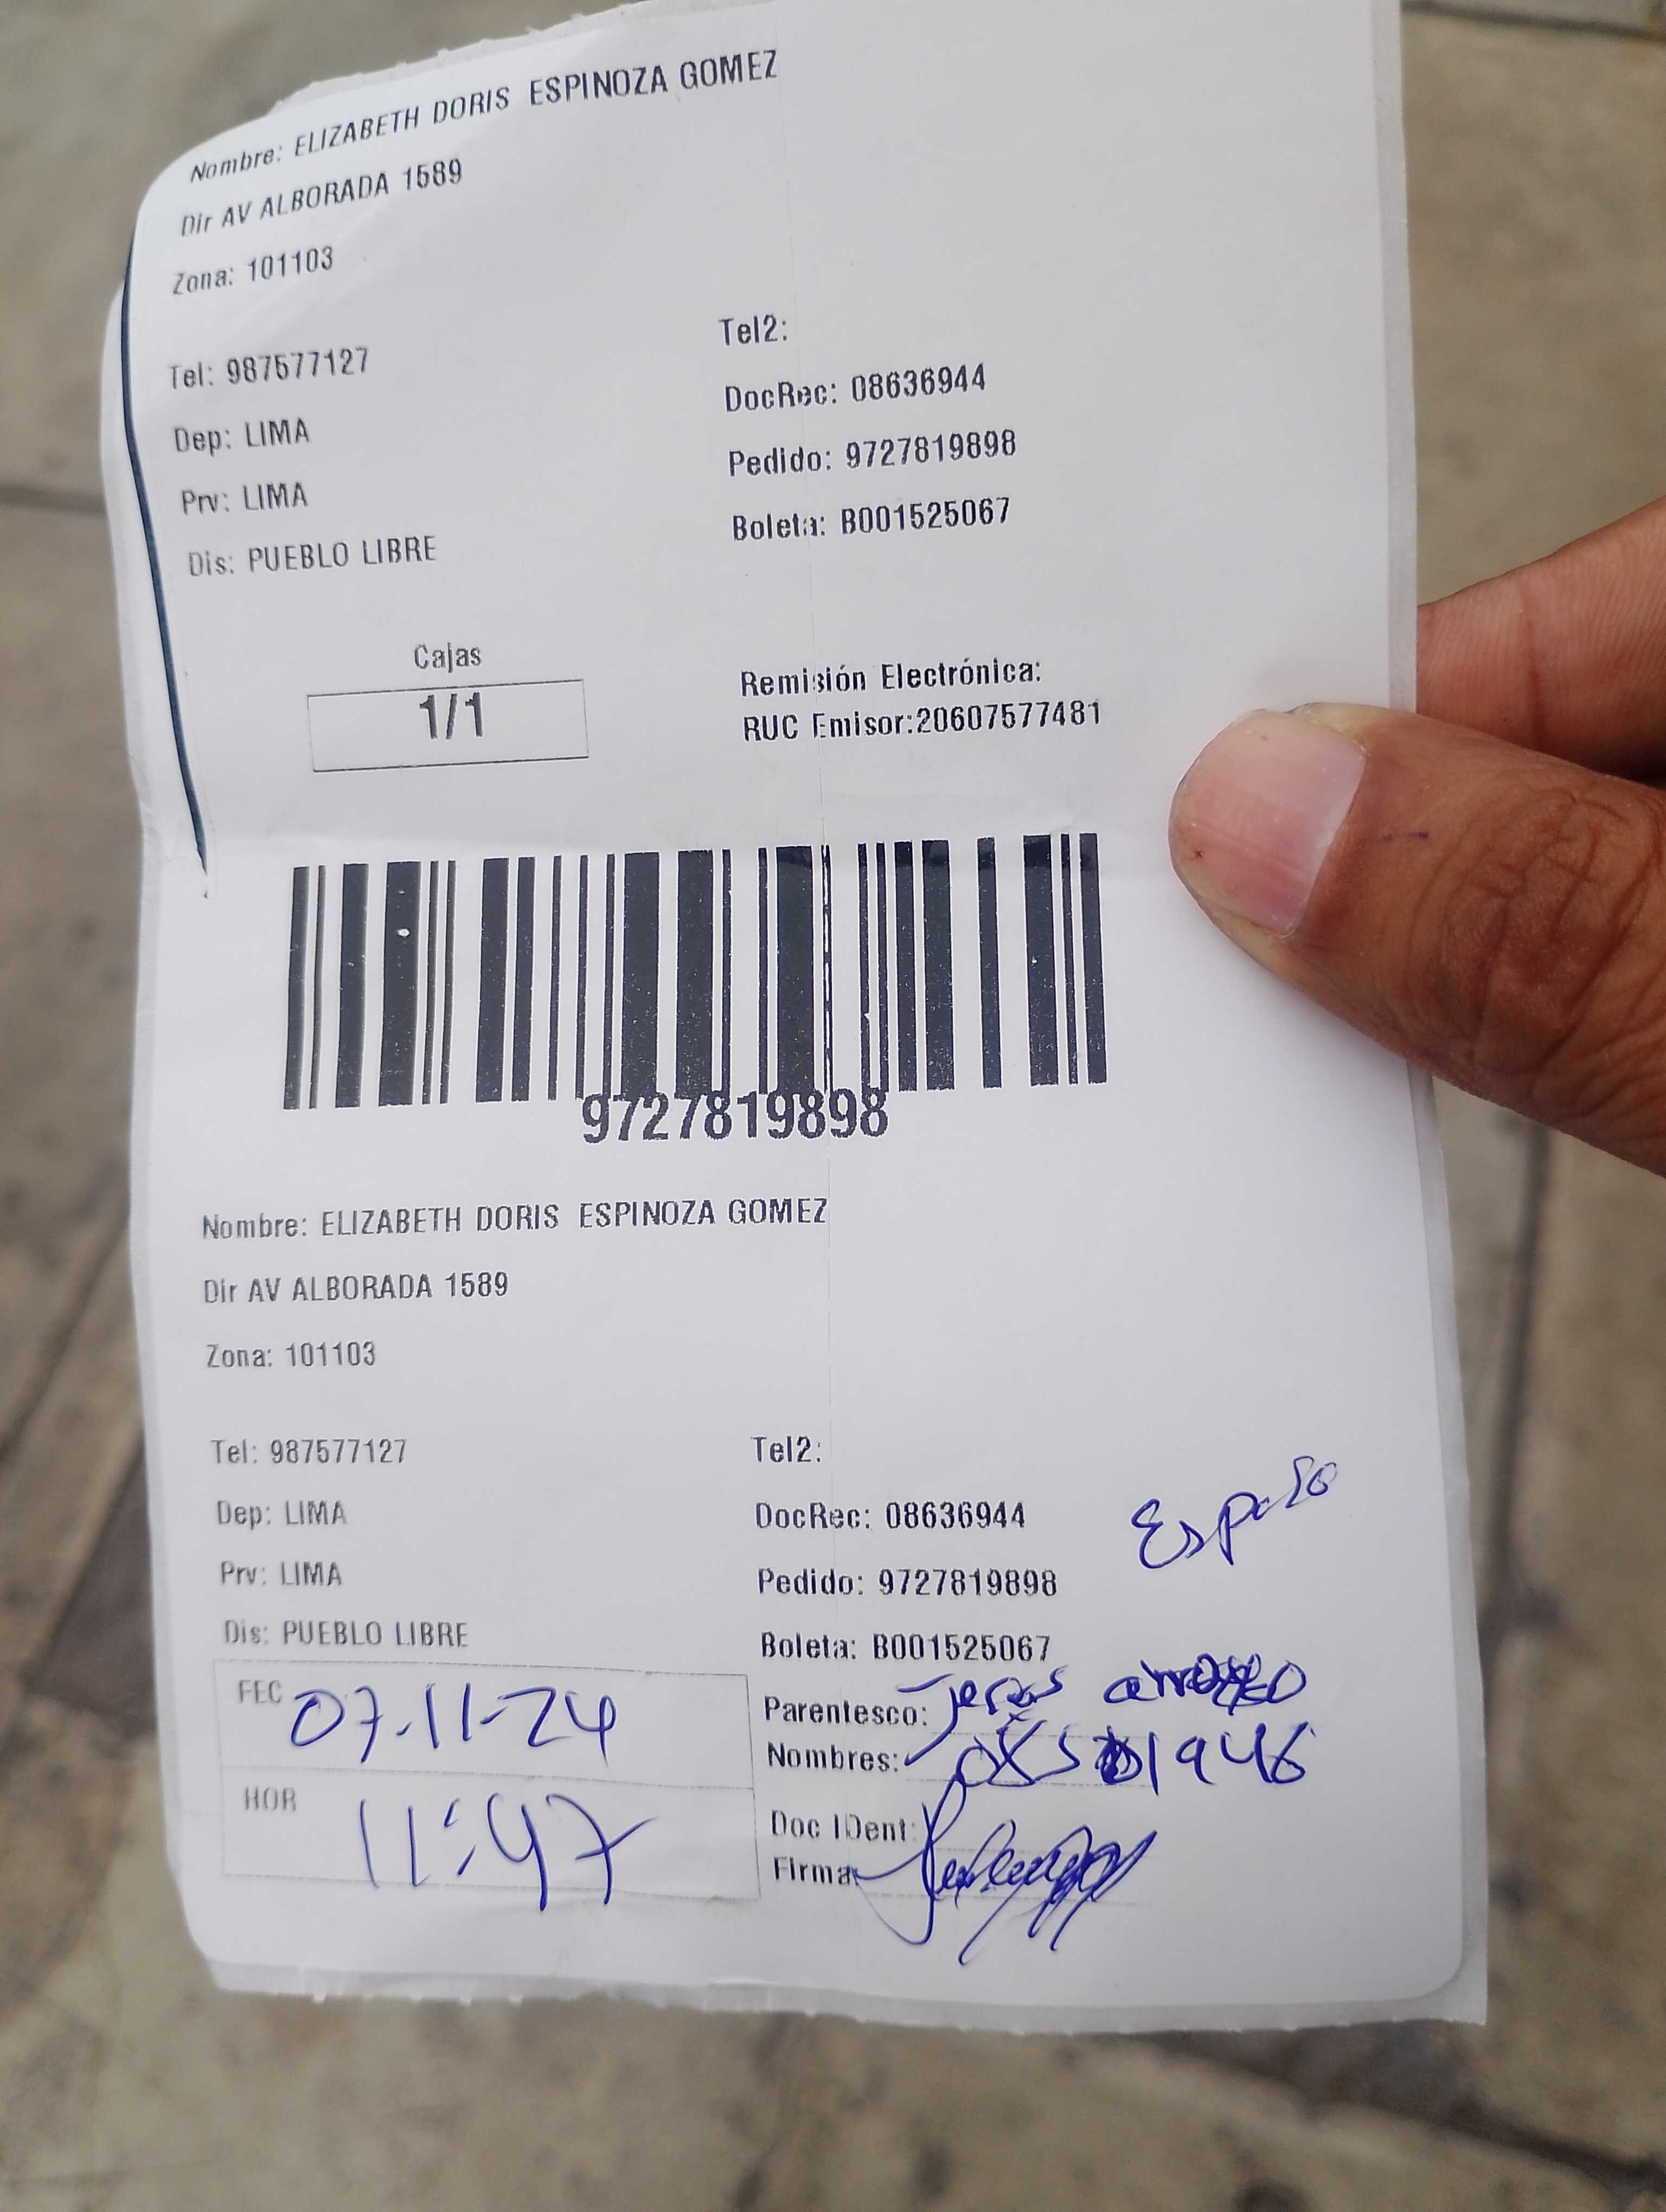 Nombre: ELIZABETH DORIS ESPINOZA GOMEZ
Dir AV ALBORADA 1589
Zona: 101103
Tel: 987577127
Tel2:
Dep: LIMA
DocRec: 08636944
Prv: LIMA
Pedido: 9727819898
Dis: PUEBLO LIBRE
Boleta: B001525067
Cajas
1/1
Remisión Electrónica:
RUC Emisor:20607577481
9727819898
Nombre: ELIZABETH DORIS ESPINOZA GOMEZ
Dir AV ALBORADA 1589
Zona: 101103
Tel: 987577127
Tel2:
Dep: LIMA
DocRec: 08636944
Esposo
Prv: LIMA
Pedido: 9727819898
Dis: PUEBLO LIBRE
Boleta: B001525067
FEC 07-11-24
Parentesco:
Nombres:
HOR 11:47
Doc IDent:
Firma